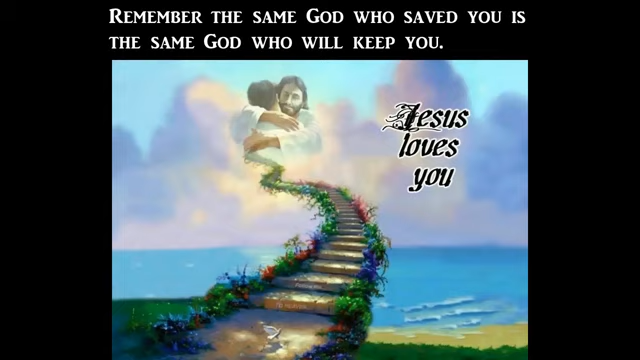 Remember the same God who saved you is
the same God who will keep you.
Jesus
loves
you